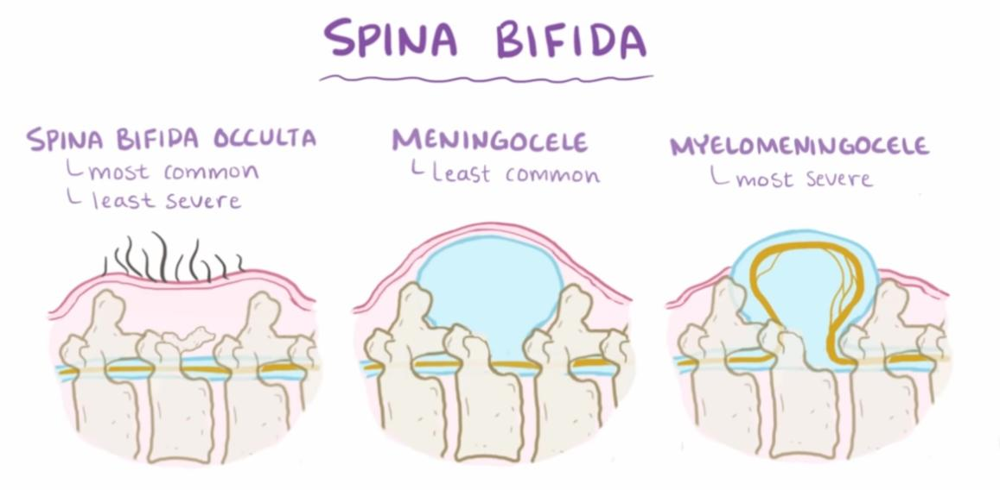 SPINA BIFIDA
SPINA BIFIDA OCCULTA
most common
least severe
MENINGOCELE
Least common
MYELOMENINGOCELE
most severe